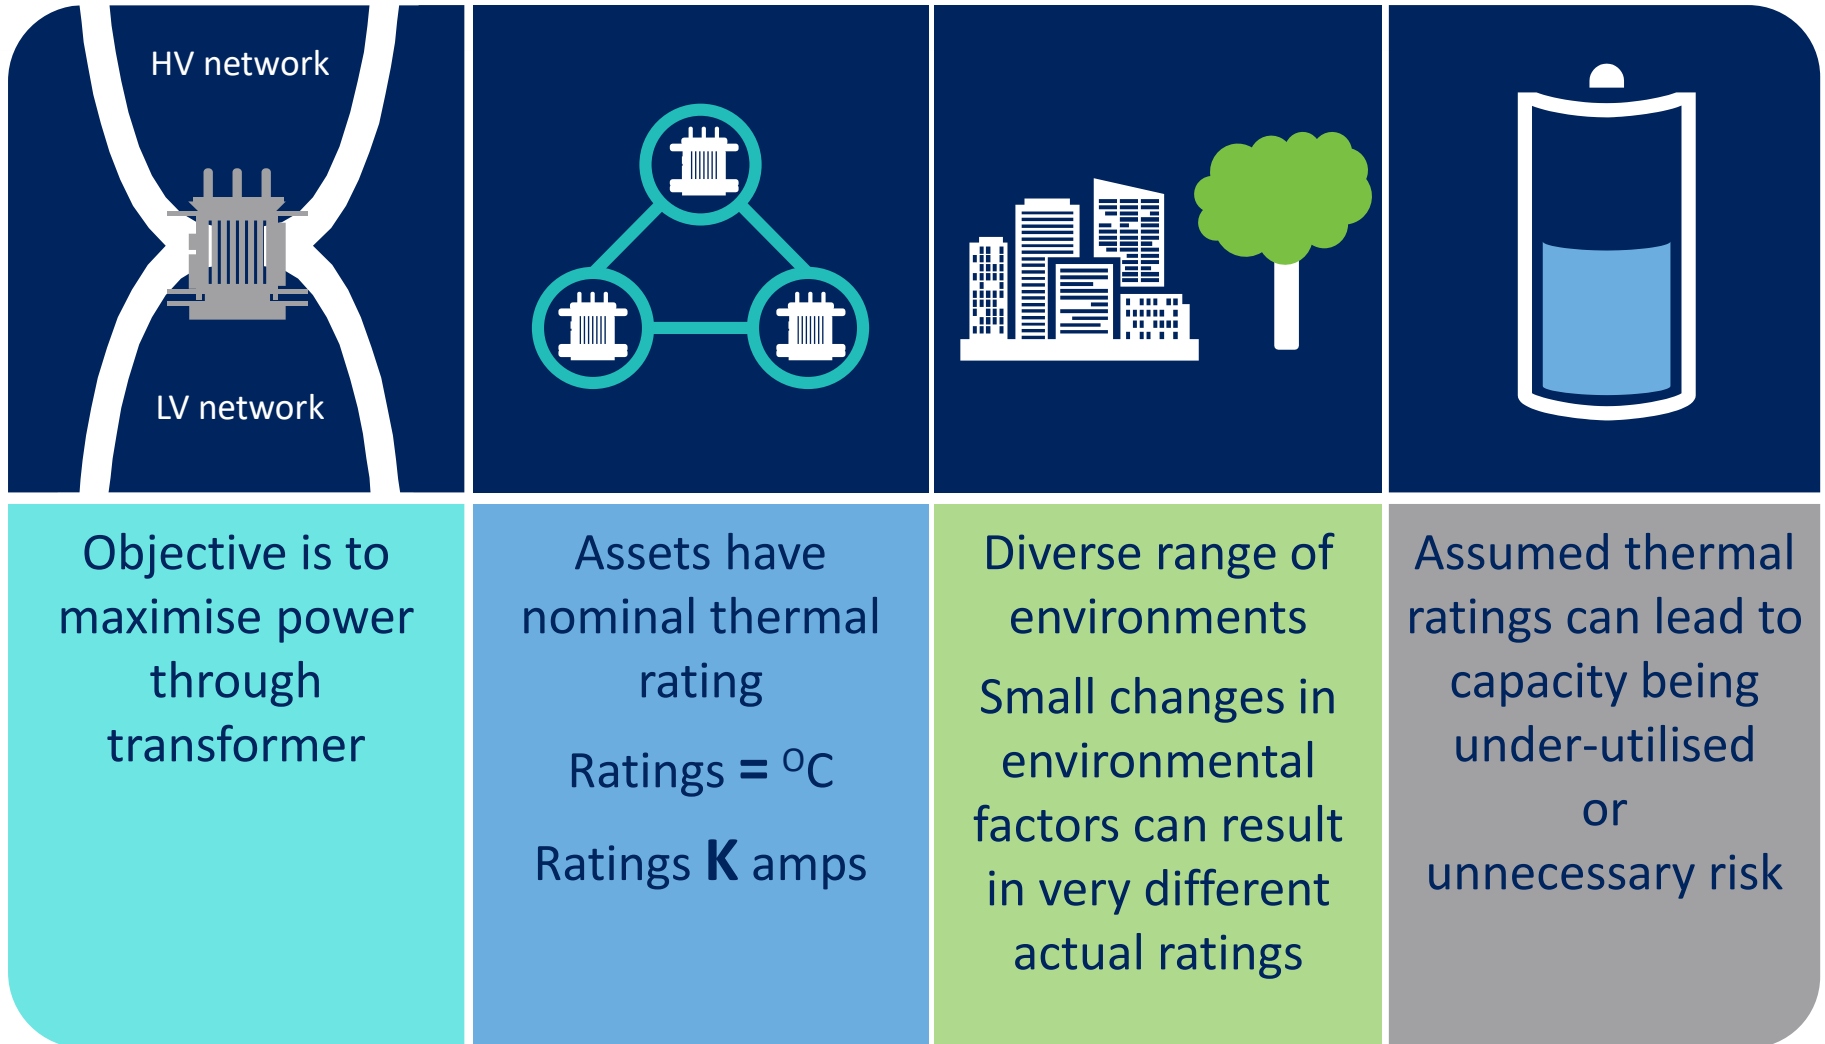 HV network
LV network
Objective is to
maximise power
through
transformer
Assets have
nominal thermal
rating
Ratings = ᴼC
Ratings K amps
Diverse range of
environments
Small changes in
environmental
factors can result
in very different
actual ratings
Assumed thermal
ratings can lead to
capacity being
under-utilised
or
unnecessary risk